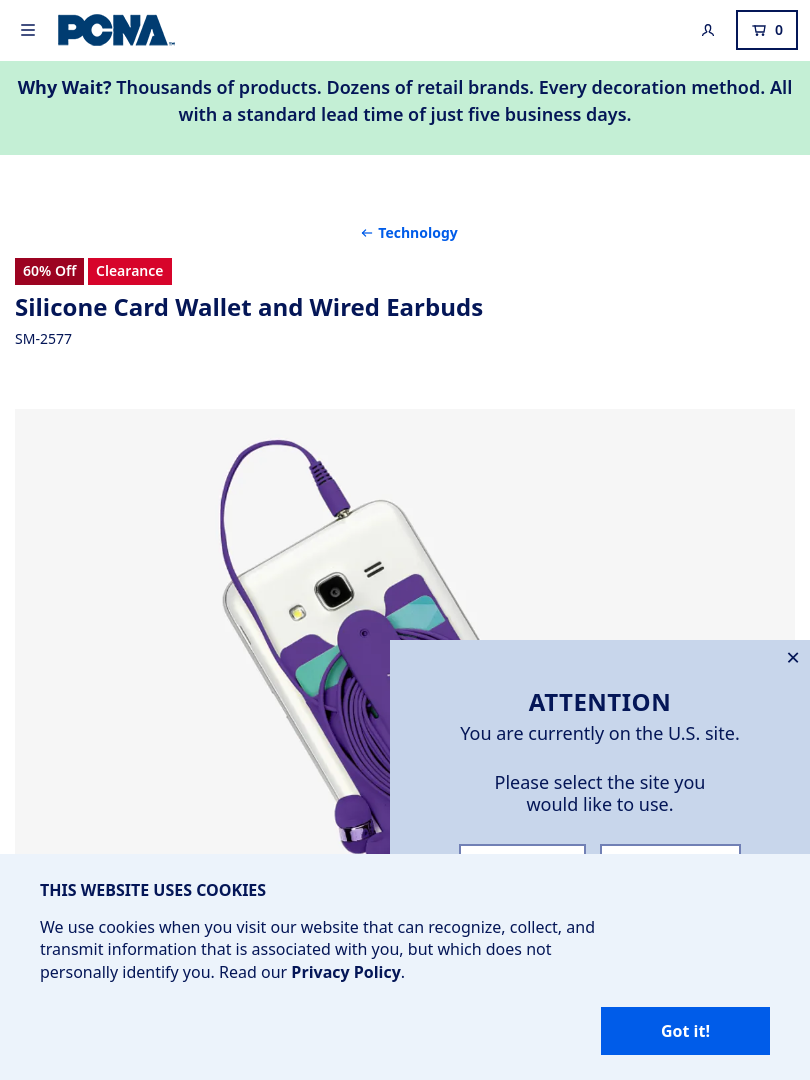 PCNA
0
Why Wait? Thousands of products. Dozens of retail brands. Every decoration method. All
with a standard lead time of just five business days.
← Technology
60% Off
Clearance
Silicone Card Wallet and Wired Earbuds
SM-2577
ATTENTION
You are currently on the U.S. site.
Please select the site you
would like to use.
THIS WEBSITE USES COOKIES
We use cookies when you visit our website that can recognize, collect, and
transmit information that is associated with you, but which does not
personally identify you. Read our Privacy Policy.
Got it!